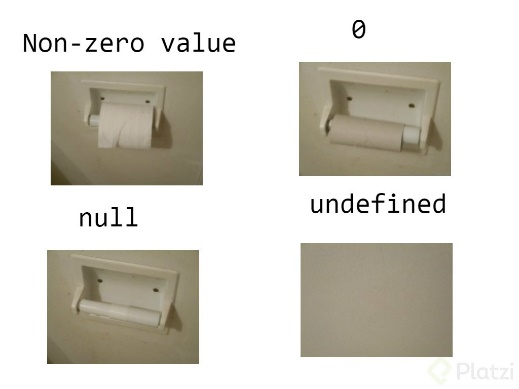 Non-zero value
0
null
undefined
Platzi